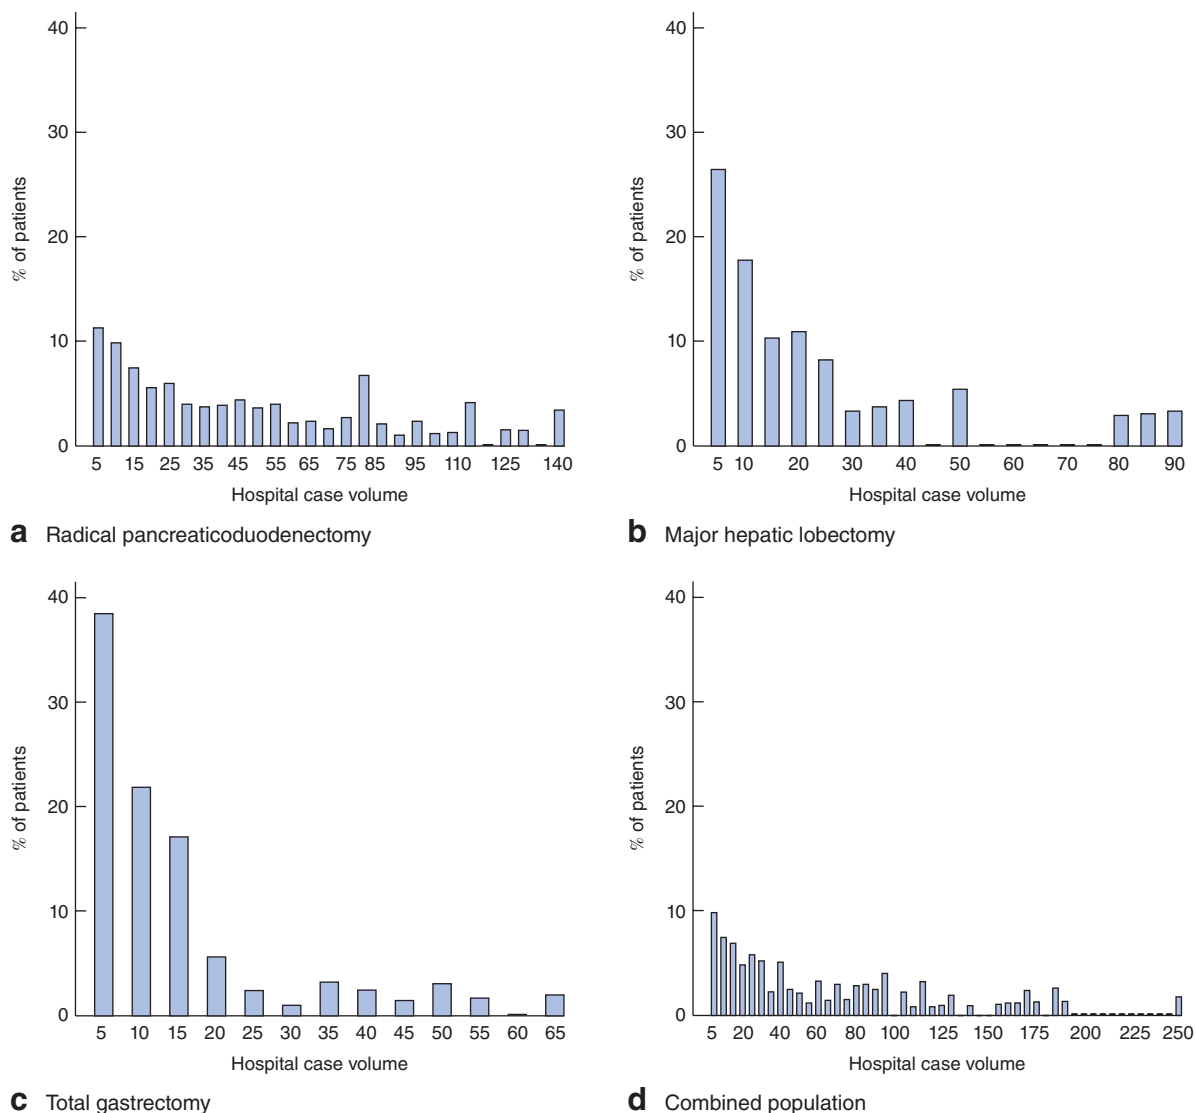 40
30
20
10
0
% of patients
5 15 25 35 45 55 65 75 85 95 110 125 140
Hospital case volume
a Radical pancreaticoduodenectomy
40
30
20
10
0
% of patients
5 10 20 30 40 50 60 70 80 90
Hospital case volume
b Major hepatic lobectomy
40
30
20
10
0
% of patients
5 10 15 20 25 30 35 40 45 50 55 60 65
Hospital case volume
c Total gastrectomy
40
30
20
10
0
% of patients
5 20 40 60 80 100 125 150 175 200 225 250
Hospital case volume
d Combined population